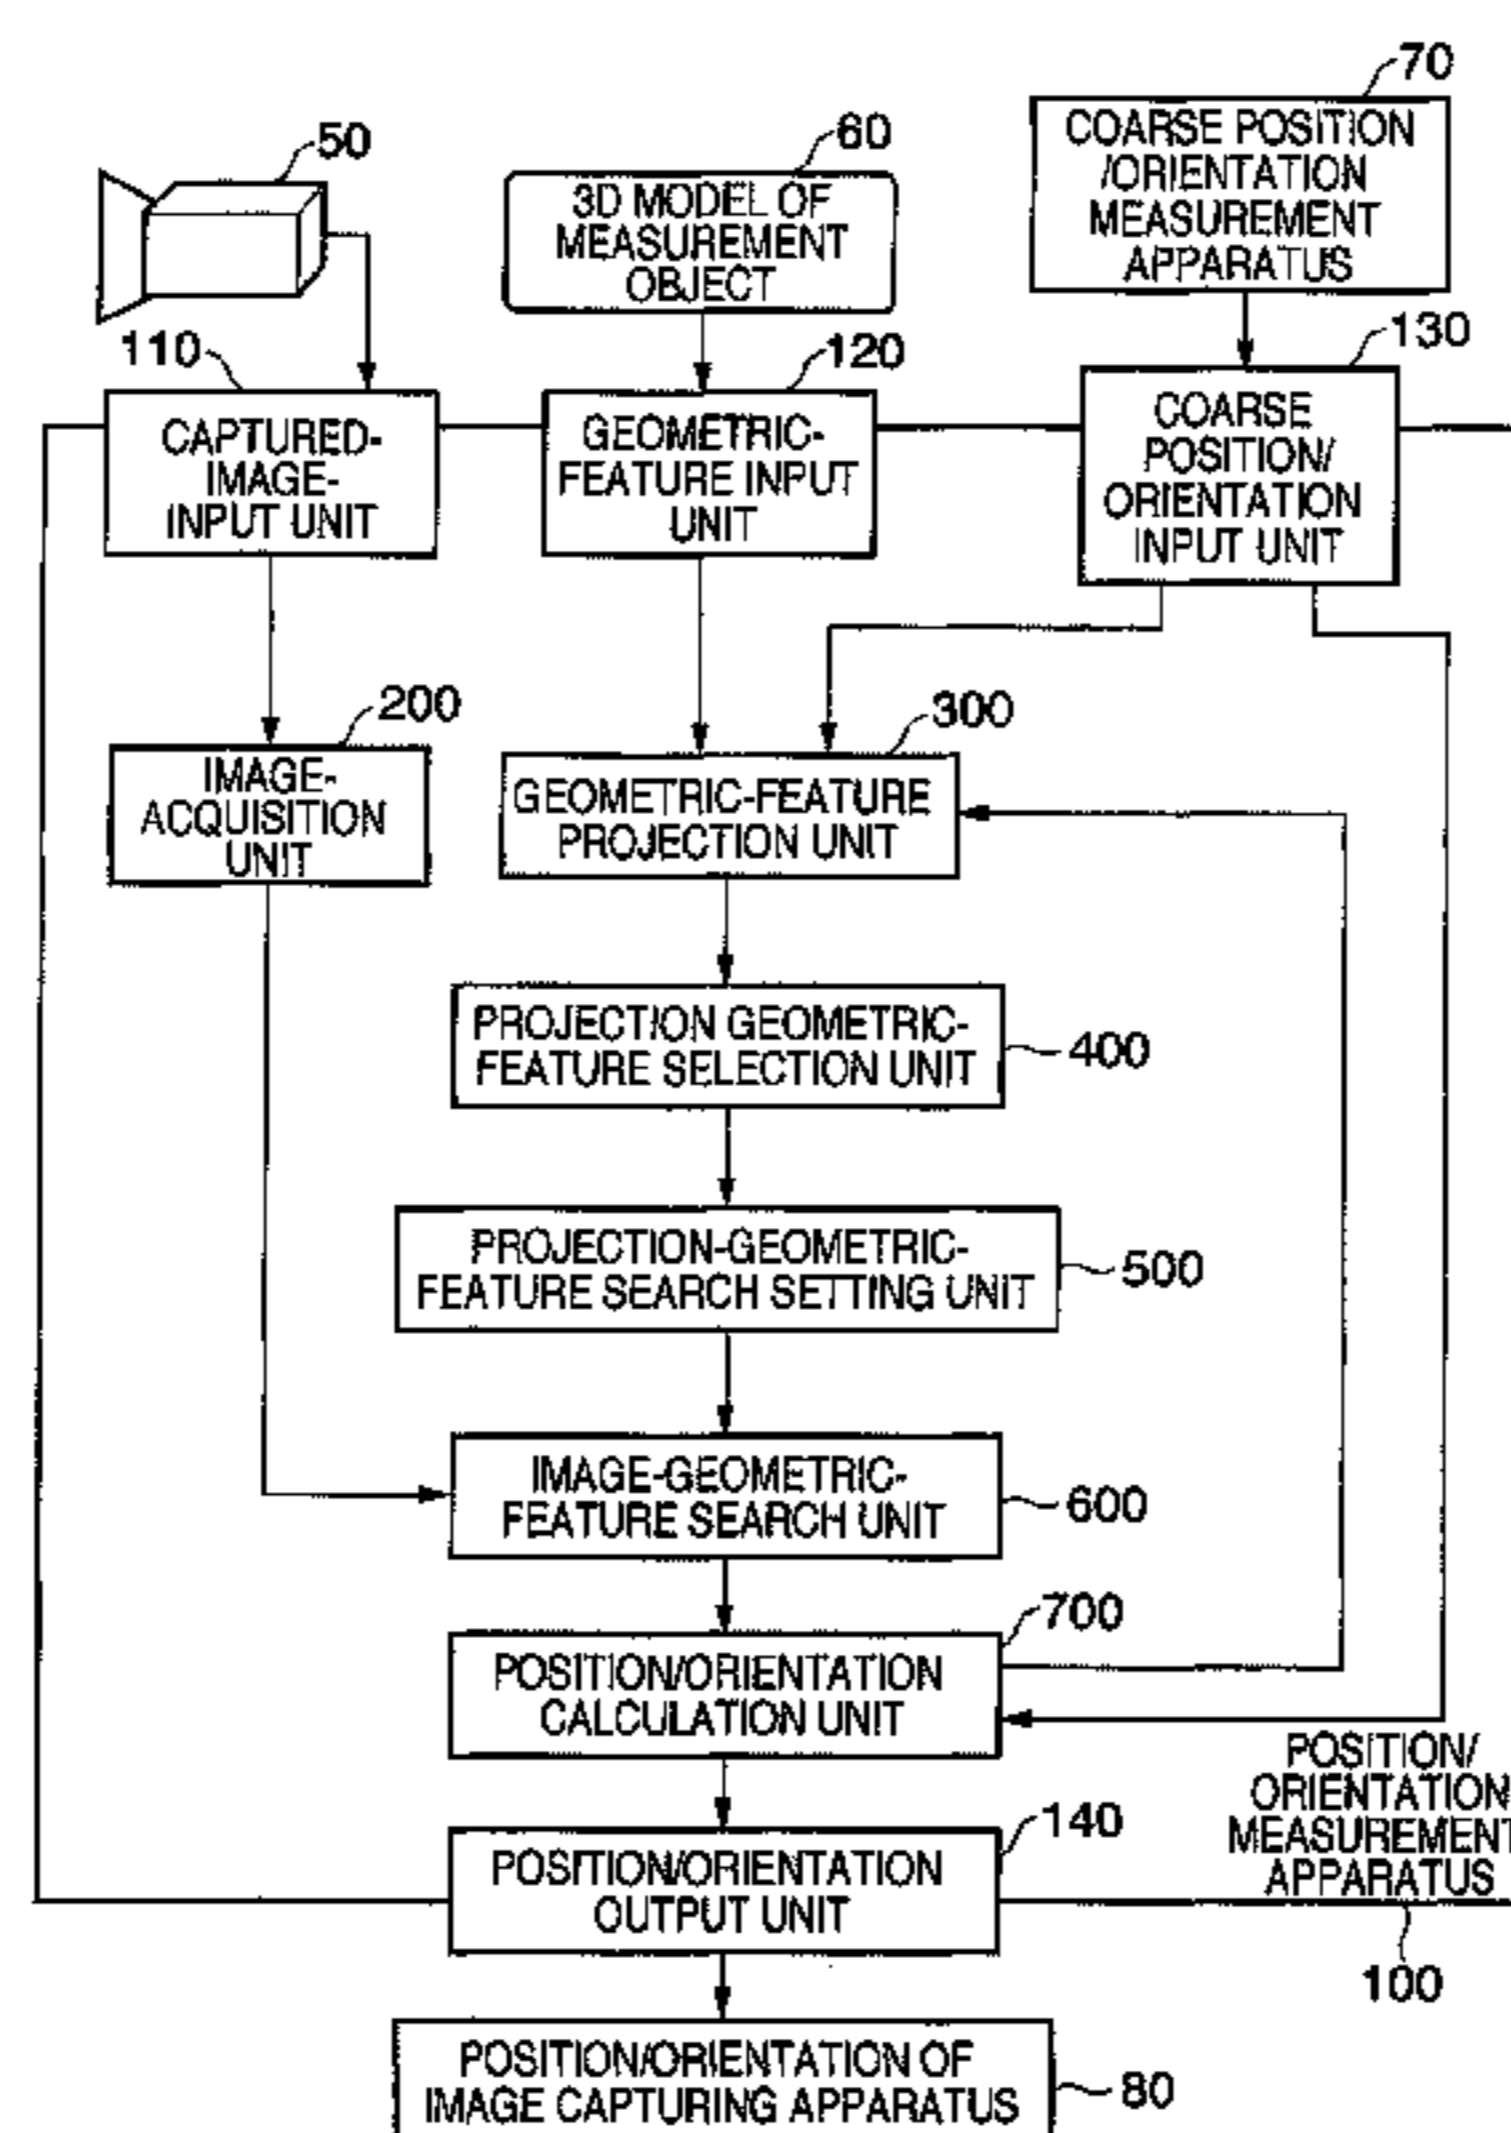 70
COARSE POSITION
/ORIENTATION
MEASUREMENT
APPARATUS
60
3D MODEL OF
MEASUREMENT
OBJECT
50
110
CAPTURED-
IMAGE-
INPUT UNIT
120
GEOMETRIC-
FEATURE INPUT
UNIT
130
COARSE
POSITION/
ORIENTATION
INPUT UNIT
200
IMAGE-
ACQUISITION
UNIT
300
GEOMETRIC-FEATURE
PROJECTION UNIT
PROJECTION GEOMETRIC-
FEATURE SELECTION UNIT
400
PROJECTION-GEOMETRIC-
FEATURE SEARCH SETTING UNIT
500
IMAGE-GEOMETRIC-
FEATURE SEARCH UNIT
600
700
POSITION/ORIENTATION
CALCULATION UNIT
140
POSITION/ORIENTATION
OUTPUT UNIT
POSITION/
ORIENTATION
MEASUREMENT
APPARATUS
100
POSITION/ORIENTATION OF
IMAGE CAPTURING APPARATUS
80